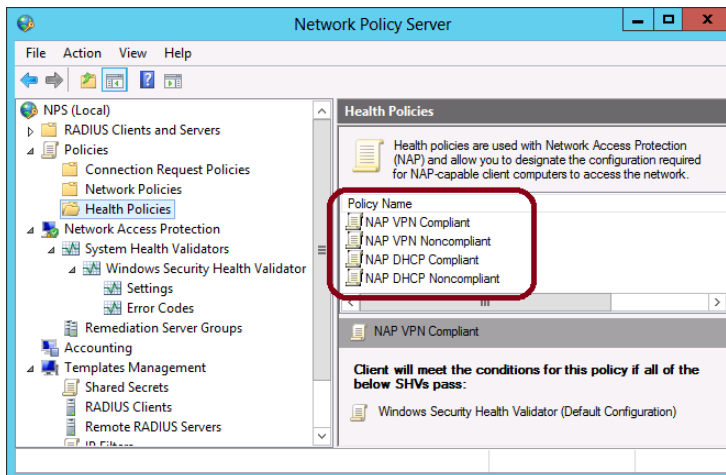 Network Policy Server
File Action View Help
NPS (Local)
RADIUS Clients and Servers
Policies
Connection Request Policies
Network Policies
Health Policies
Network Access Protection
System Health Validators
Windows Security Health Validator
Settings
Error Codes
Remediation Server Groups
Accounting
Templates Management
Shared Secrets
RADIUS Clients
Remote RADIUS Servers
IP Filters
Health Policies
Health policies are used with Network Access Protection
(NAP) and allow you to designate the configuration required
for NAP-capable client computers to access the network.
Policy Name
NAP VPN Compliant
NAP VPN Noncompliant
NAP DHCP Compliant
NAP DHCP Noncompliant
NAP VPN Compliant
Client will meet the conditions for this policy if all of the
below SHVs pass:
Windows Security Health Validator (Default Configuration)